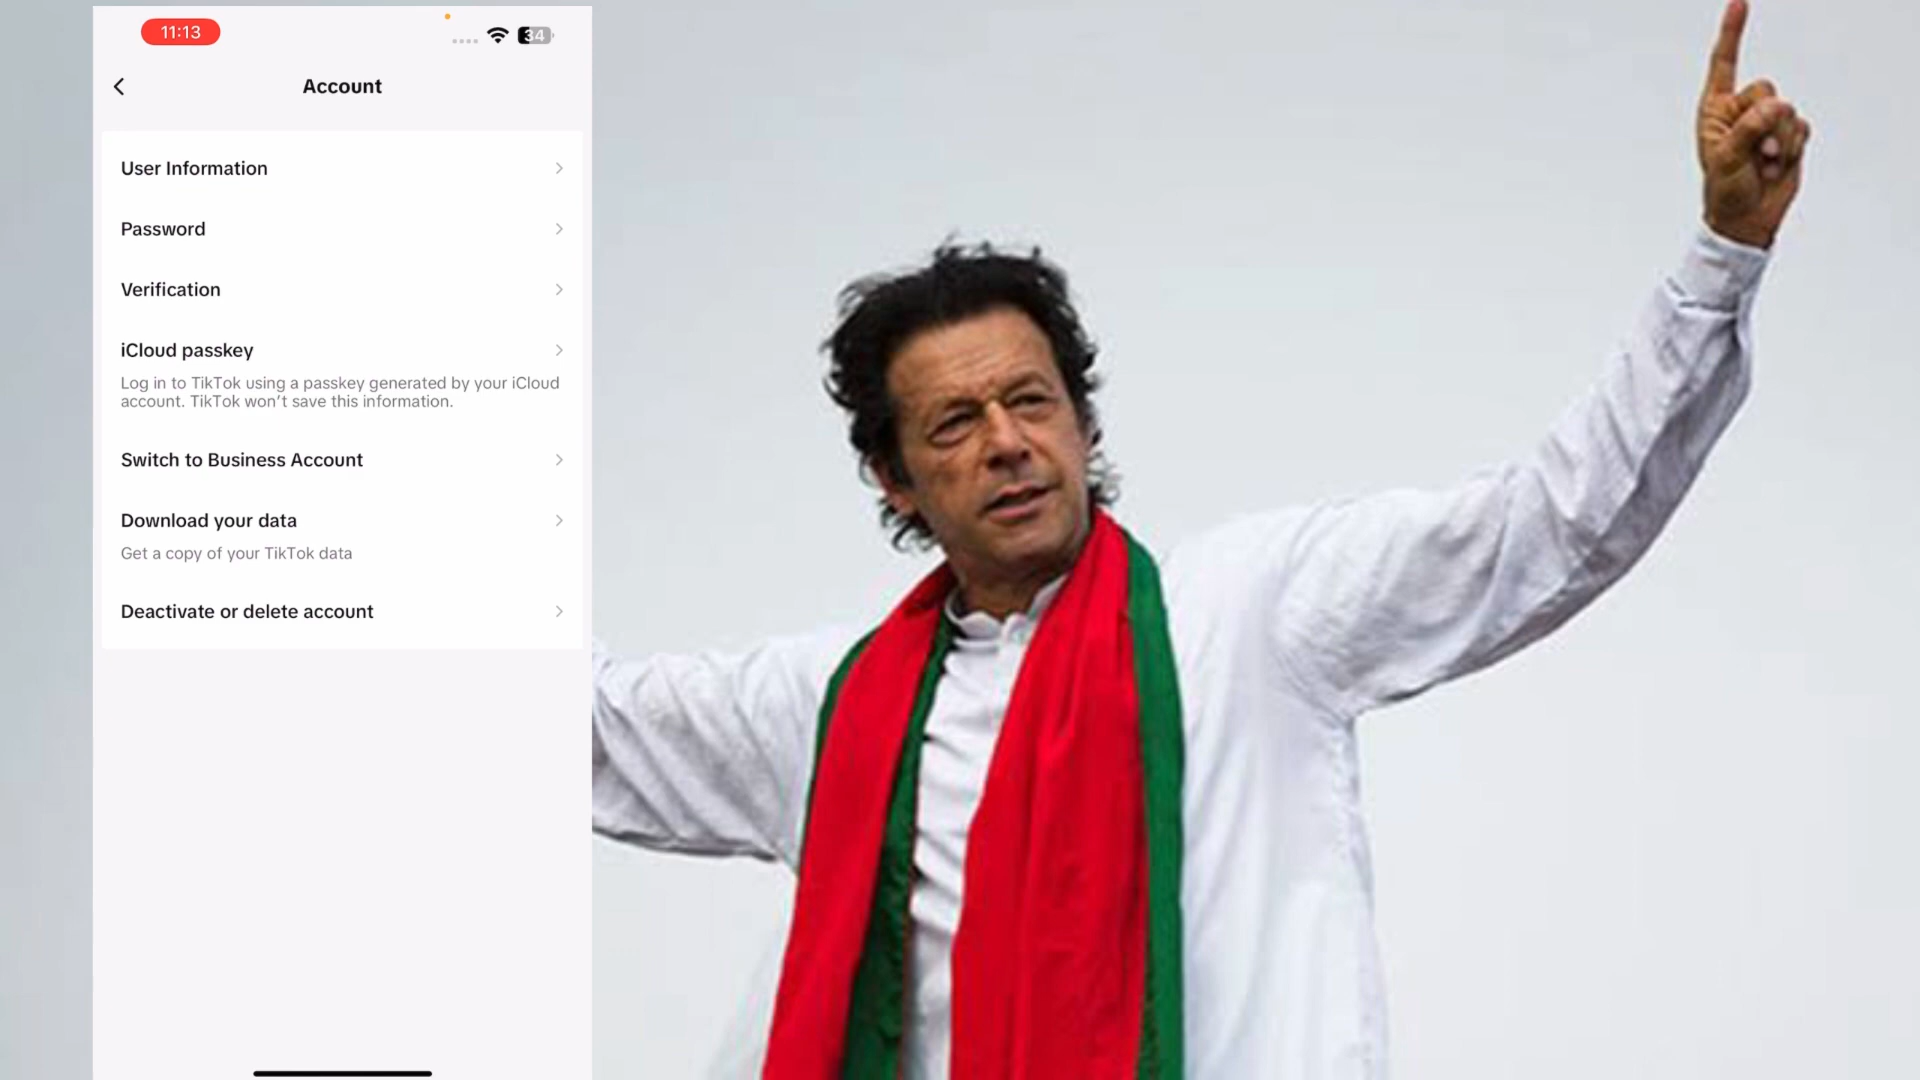 11:13
34
Account
User Information
Password
Verification
iCloud passkey
Log in to TikTok using a passkey generated by your iCloud
account. TikTok won't save this information.
Switch to Business Account
Download your data
Get a copy of your TikTok data
Deactivate or delete account